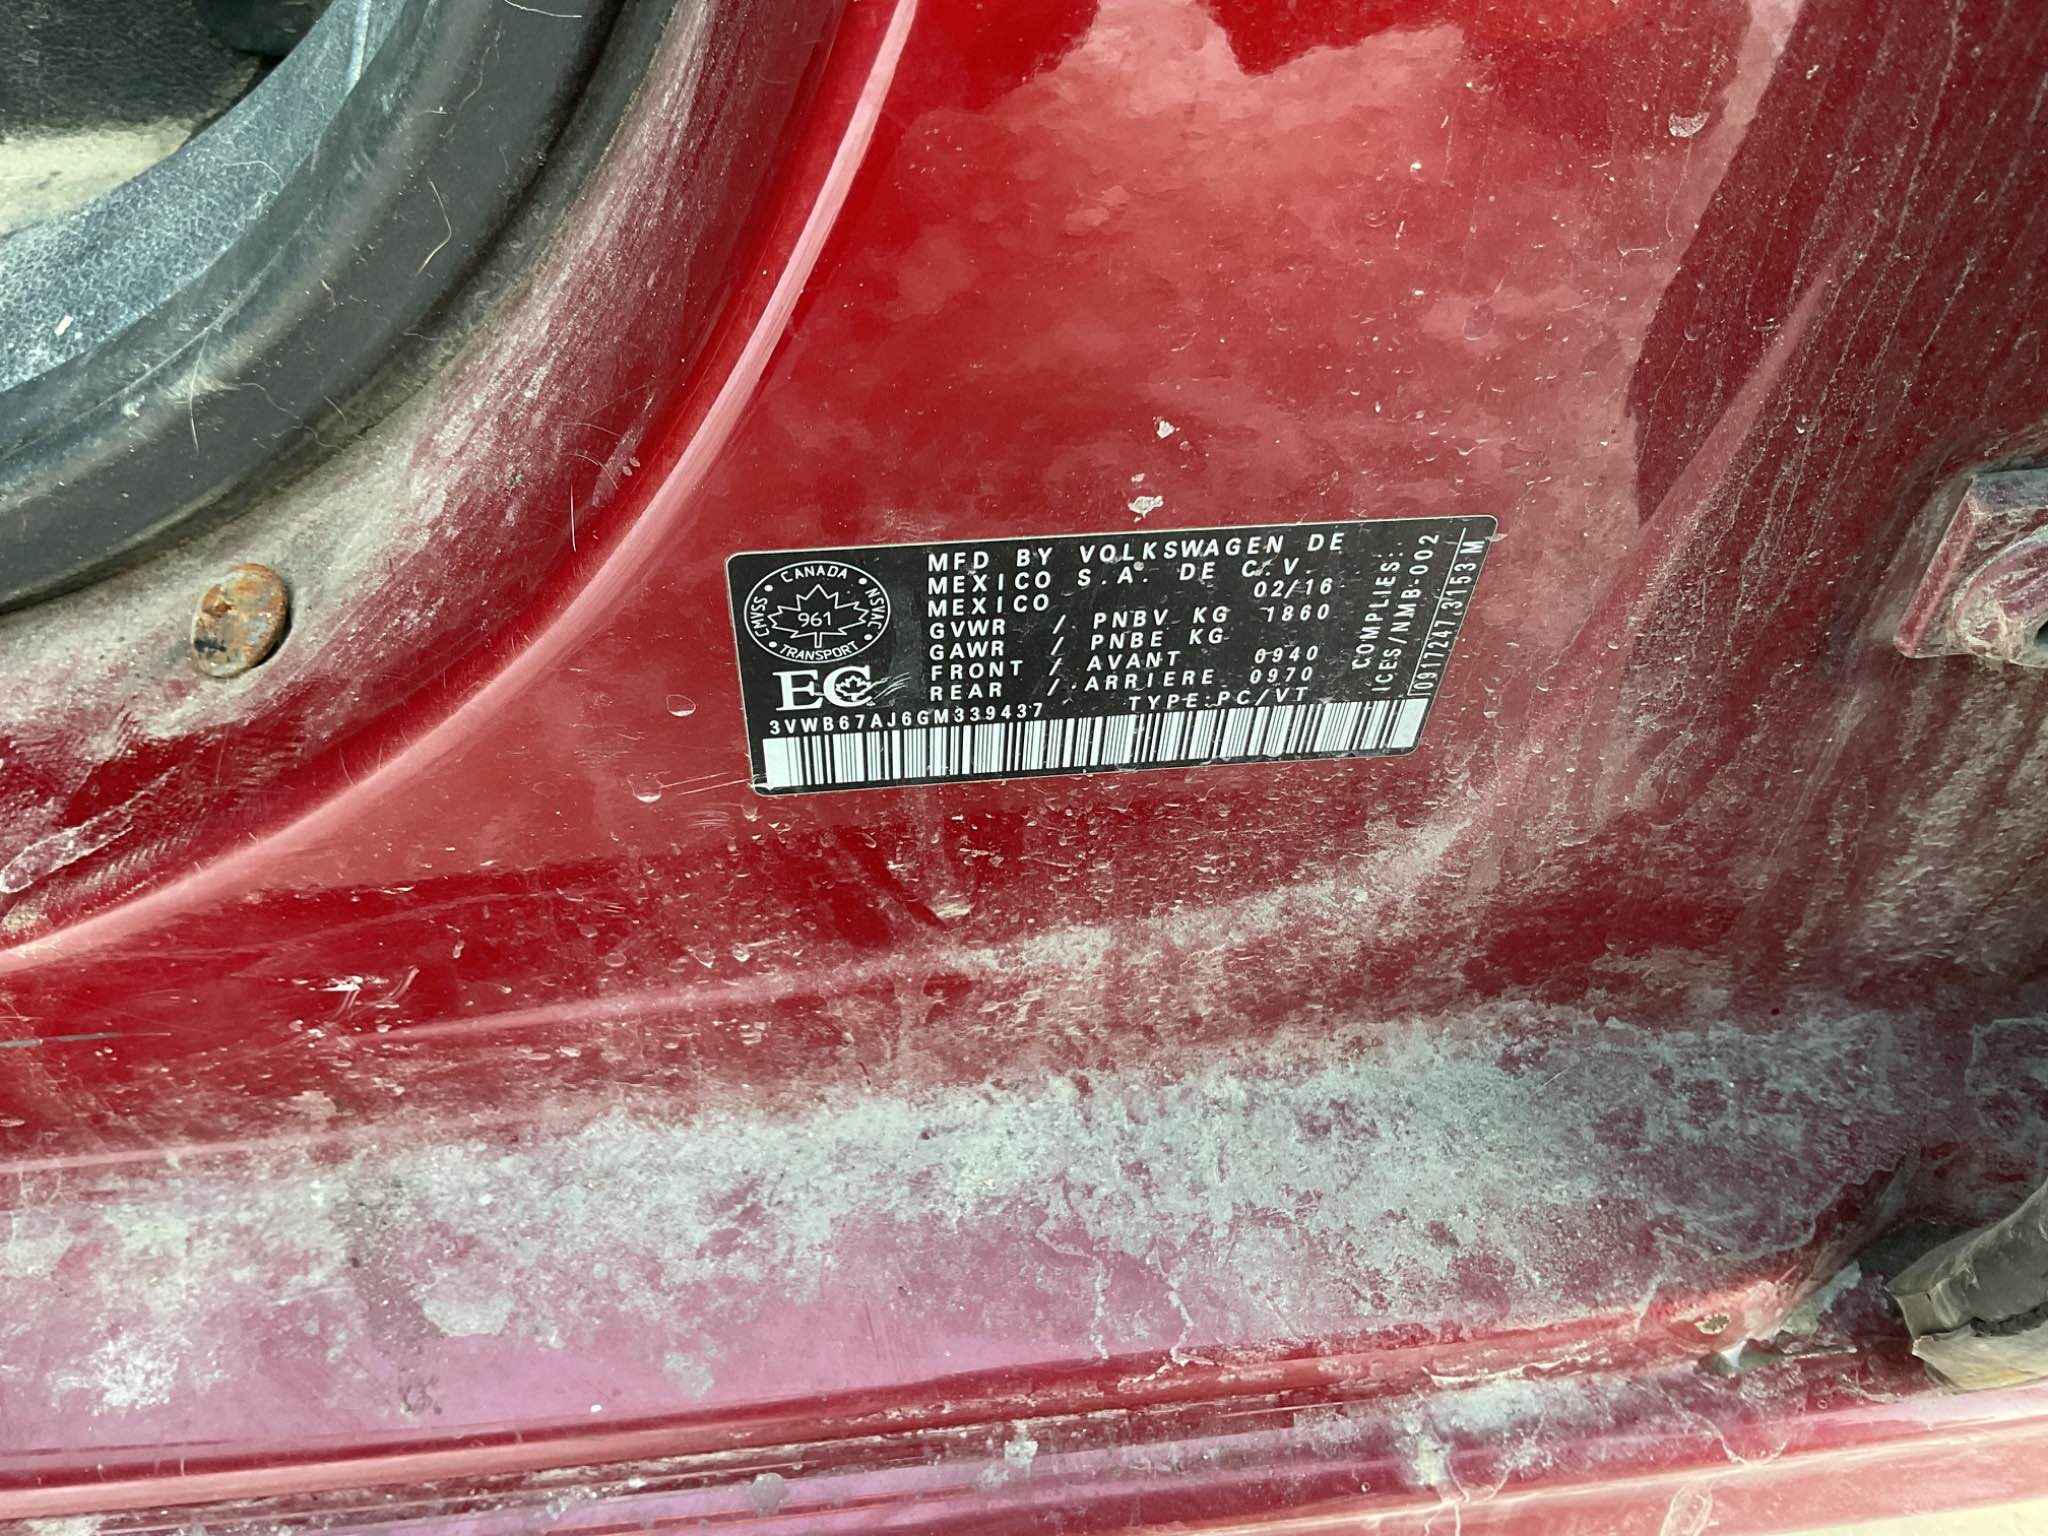 CANADA
CMVSS
NSVAC
961
TRANSPORT
EC
MFD BY VOLKSWAGEN DE
MEXICO S.A. DE C.V.
MEXICO 02/16
GVWR / PNBV KG 1860
GAWR / PNBE KG
FRONT / AVANT 0940
REAR / ARRIERE 0970
3VWB67AJ6GM339437 TYPE:PC/VT
COMPLIES:
ICES/NMB-002
0917247 3153 M